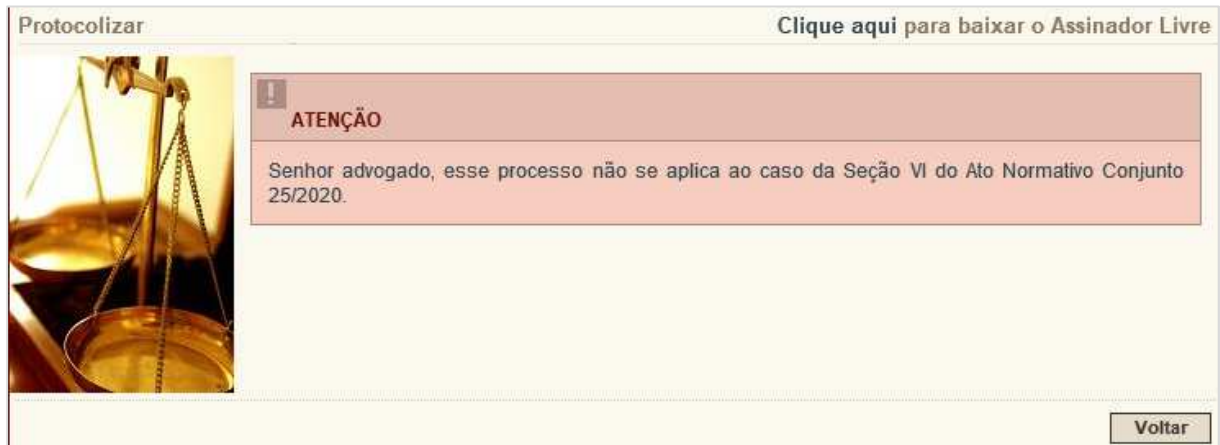 Protocolizar
Clique aqui para baixar o Assinador Livre
!
ATENÇÃO
Senhor advogado, esse processo não se aplica ao caso da Seção VI do Ato Normativo Conjunto
25/2020.
Voltar